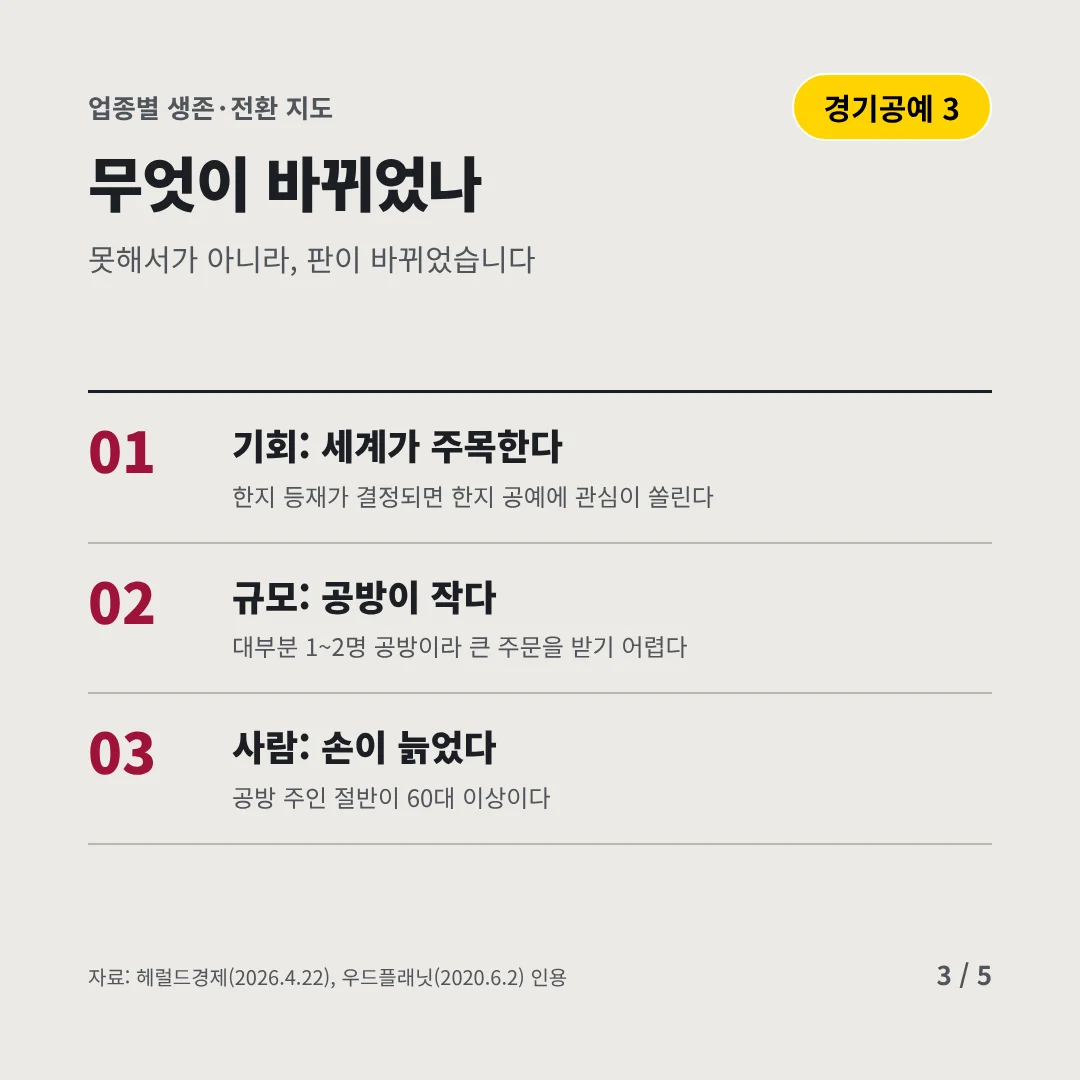 업종별 생존·전환 지도
경기공예 3
무엇이 바뀌었나
못해서가 아니라, 판이 바뀌었습니다
01
기회: 세계가 주목한다
한지 등재가 결정되면 한지 공예에 관심이 쏠린다
02
규모: 공방이 작다
대부분 1~2명 공방이라 큰 주문을 받기 어렵다
03
사람: 손이 늙었다
공방 주인 절반이 60대 이상이다
자료: 헤럴드경제(2026.4.22), 우드플래닛(2020.6.2) 인용
3 / 5